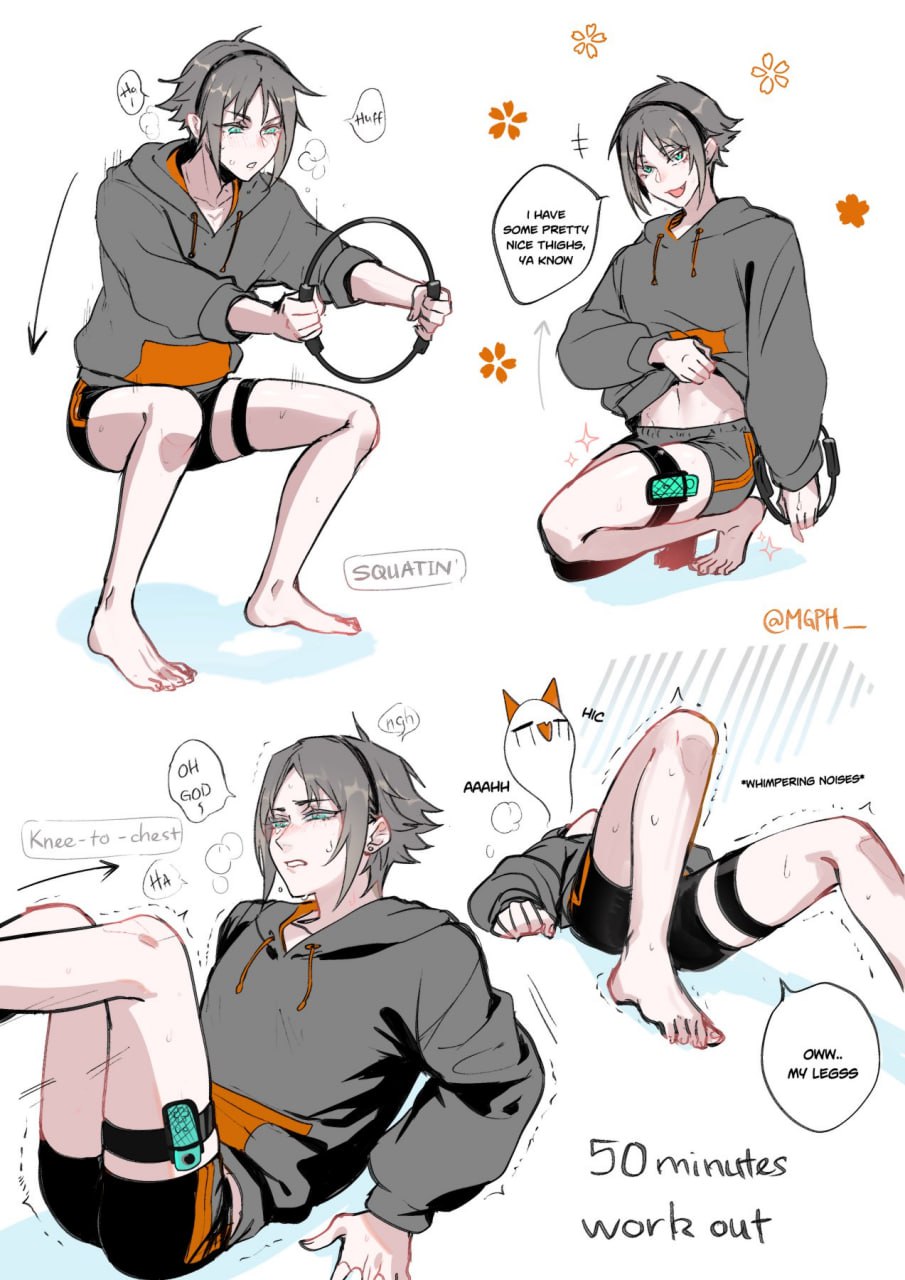 Ha
Huff
I HAVE
SOME PRETTY
NICE THIGHS,
YA KNOW
SQUATIN'
@MGPH_
ngh
OH
GOD
Knee-to-chest
HA
HIC
AAAHH
*WHIMPERING NOISES*
OWW..
MY LEGSS
50 minutes
work out